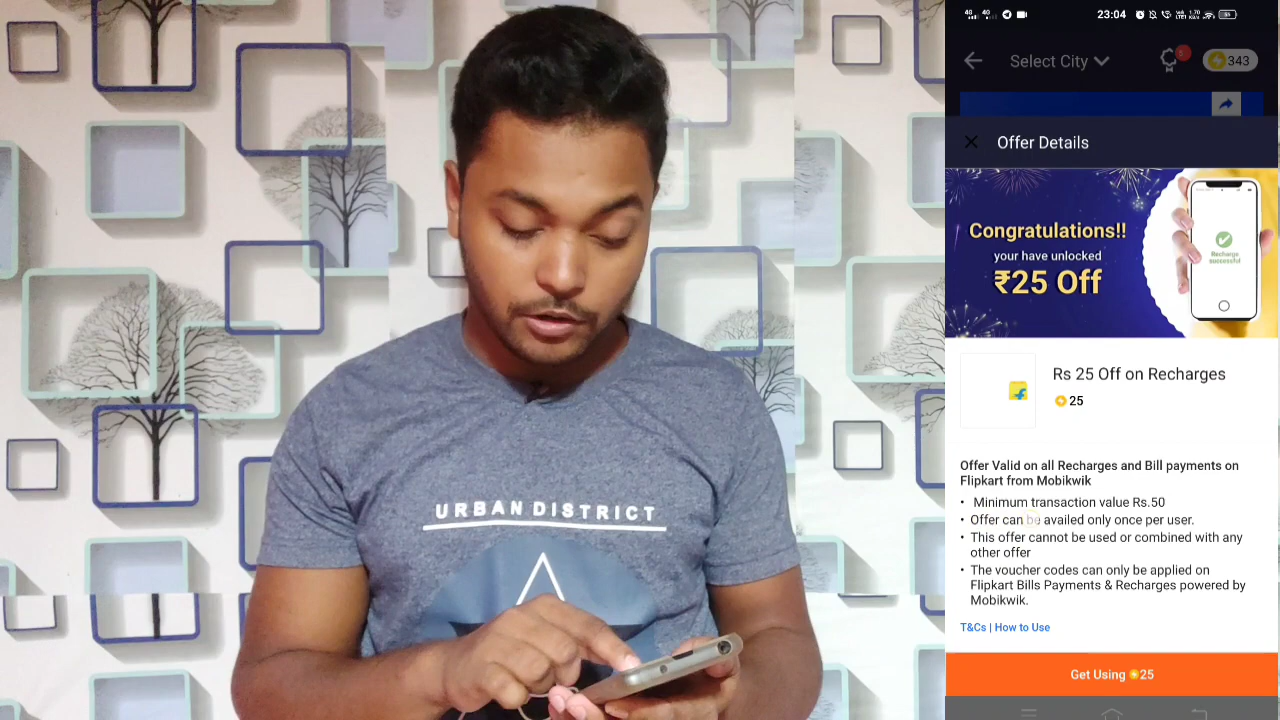 URBAN DISTRICT
23:04
Select City
343
Offer Details
Congratulations!!
your have unlocked
₹25 Off
Recharge
successful
Rs 25 Off on Recharges
25
Offer Valid on all Recharges and Bill payments on
Flipkart from Mobikwik
• Minimum transaction value Rs.50
• Offer can be availed only once per user.
• This offer cannot be used or combined with any
other offer
• The voucher codes can only be applied on
Flipkart Bills Payments & Recharges powered by
Mobikwik.
T&Cs | How to Use
Get Using 25